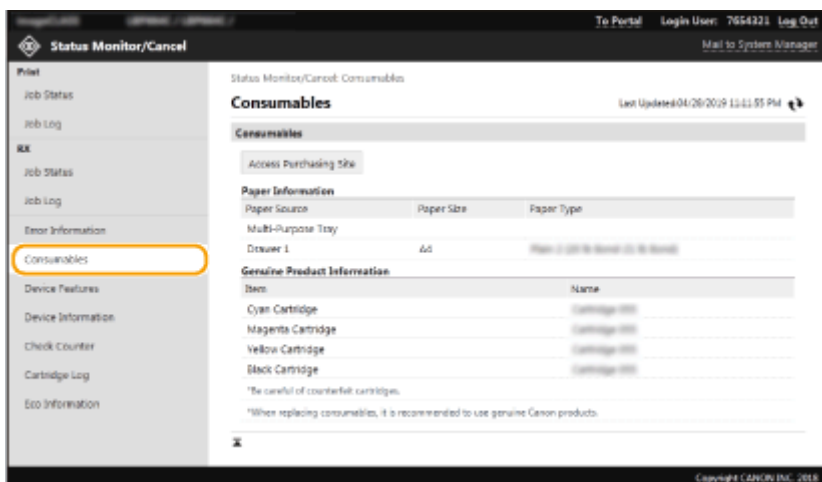 To Portal Login User: 7654321 Log Out
Status Monitor/Cancel
Mail to System Manager
Print
Job Status
Job Log
RX
Job Status
Job Log
Error Information
Consumables
Device Features
Device Information
Check Counter
Cartridge Log
Eco Information
Status Monitor/Cancel: Consumables
Consumables
Last Updated:04/28/2019 11:11:55 PM
Consumables
Access Purchasing Site
Paper Information
Paper Source Paper Size Paper Type
Multi-Purpose Tray
Drawer 1 A4
Genuine Product Information
Item Name
Cyan Cartridge
Magenta Cartridge
Yellow Cartridge
Black Cartridge
*Be careful of counterfeit cartridges.
*When replacing consumables, it is recommended to use genuine Canon products.
Copyright CANON INC. 2018